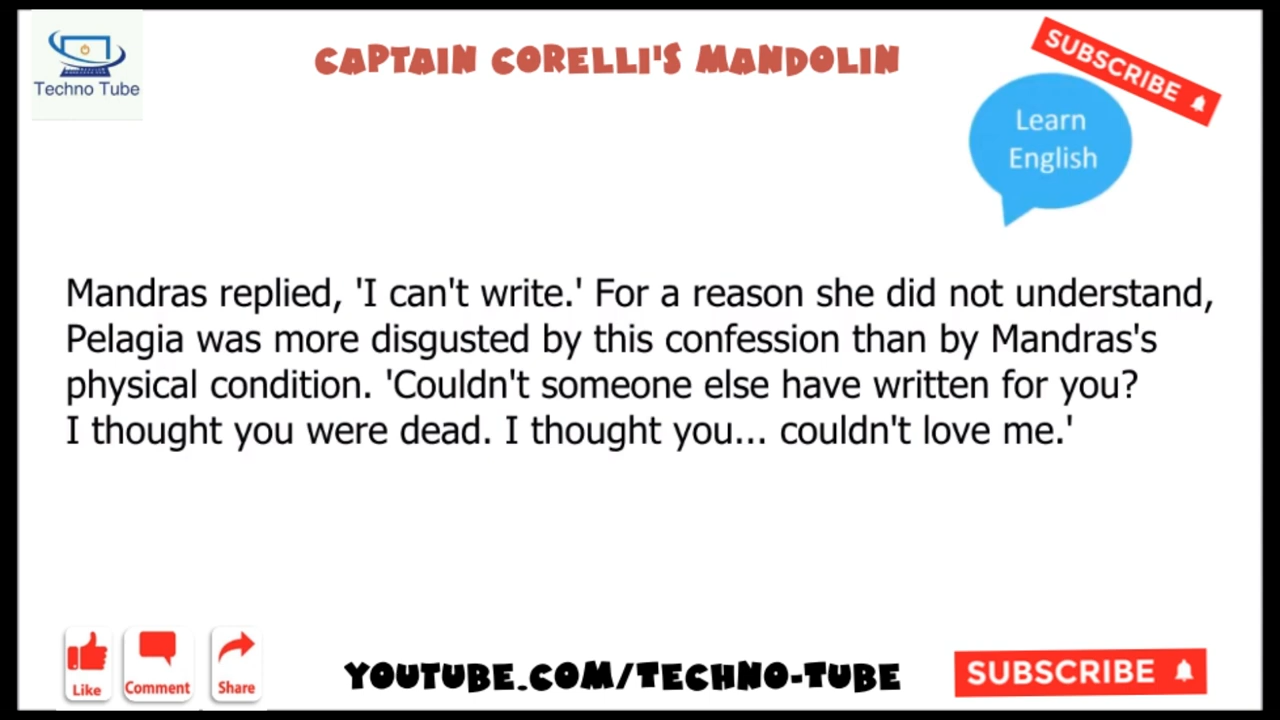 CAPTAIN CORELLI'S MANDOLIN
SUBSCRIBE
Techno Tube
Learn
English
Mandras replied, 'I can't write.' For a reason she did not understand,
Pelagia was more disgusted by this confession than by Mandras's
physical condition. 'Couldn't someone else have written for you?
I thought you were dead. I thought you... couldn't love me.'
Like
Comment
Share
YOUTUBE.COM/TECHNO-TUBE
SUBSCRIBE